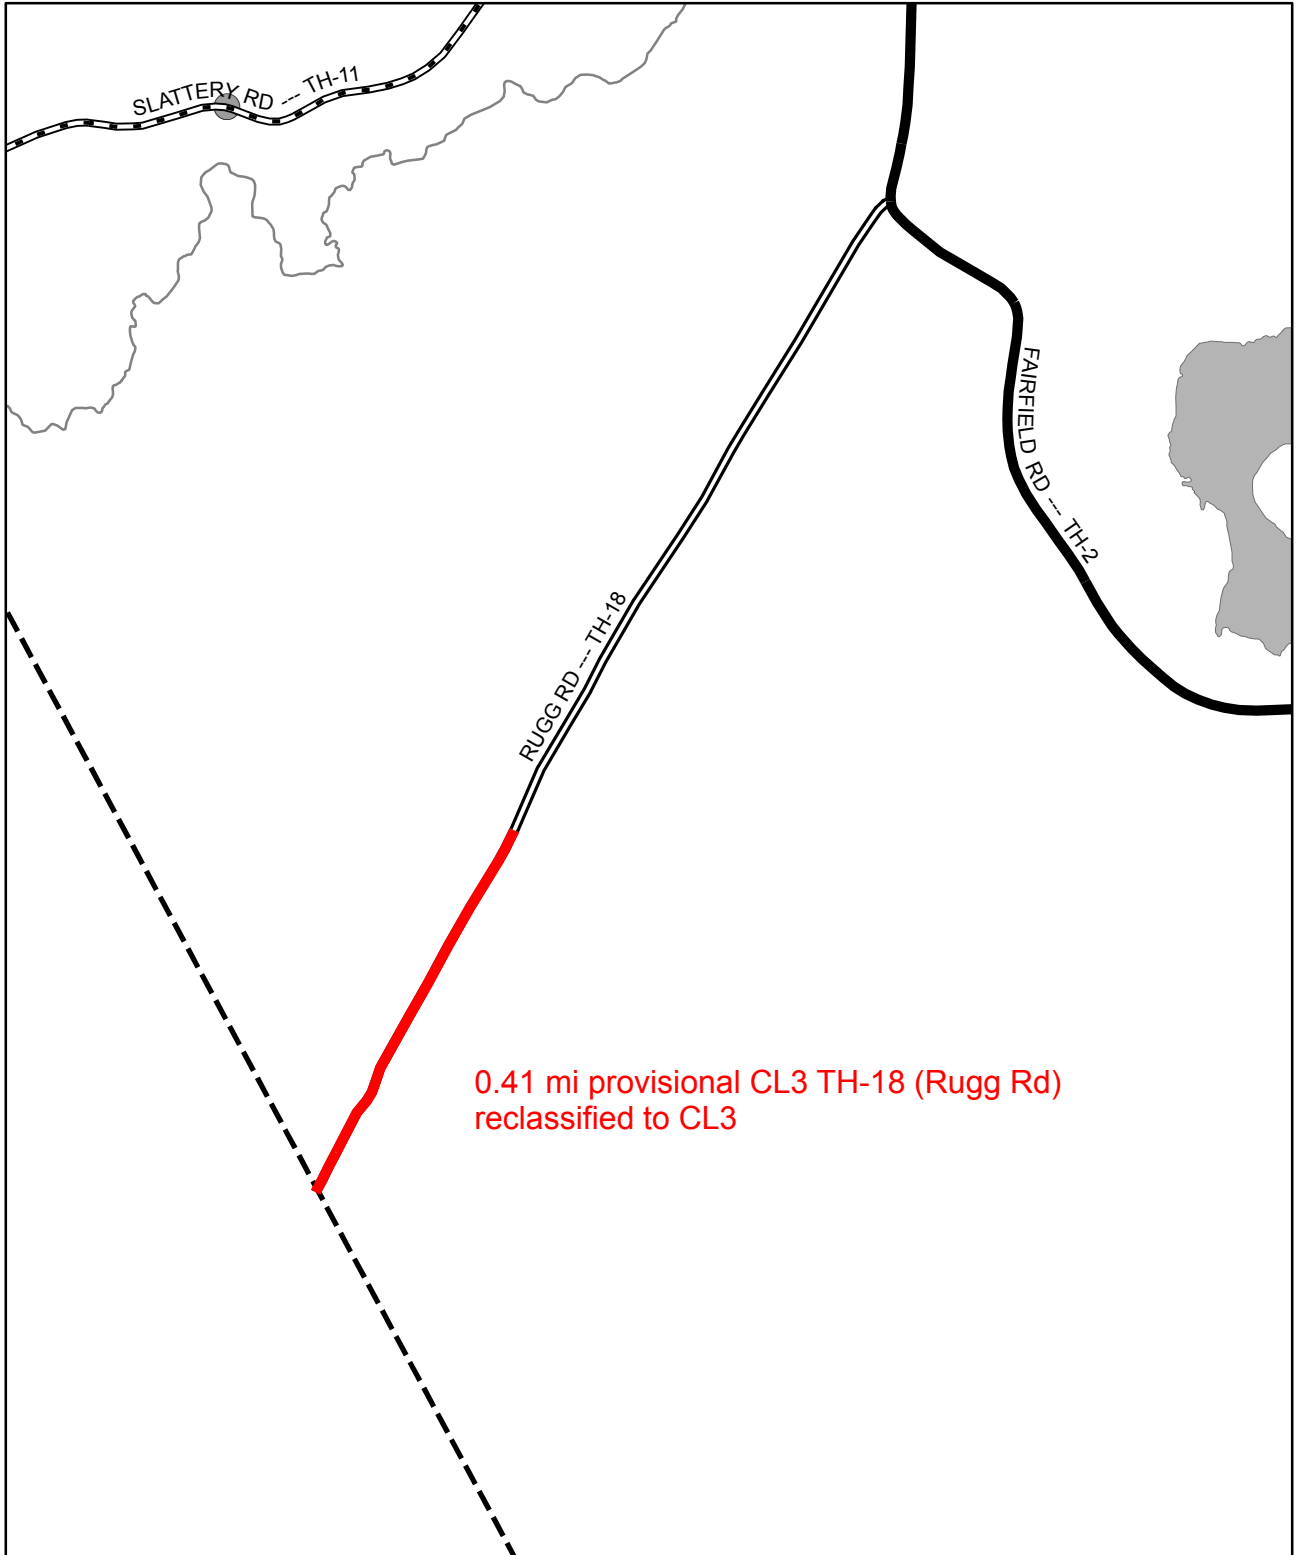 SLATTERY RD --- TH-11
FAIRFIELD RD --- TH-2
RUGG RD --- TH-18
0.41 mi provisional CL3 TH-18 (Rugg Rd)
reclassified to CL3